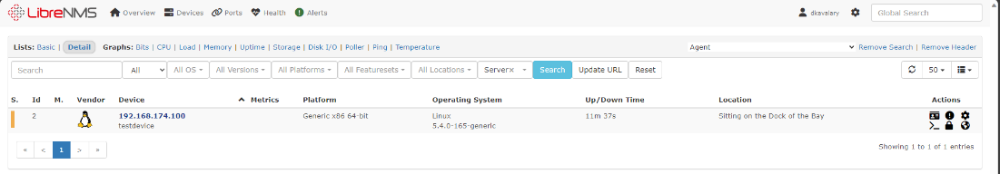 LibreNMS Overview Devices Ports Health Alerts dkavalary Global Search
Lists: Basic | Detail Graphs: Bits | CPU | Load | Memory | Uptime | Storage | Disk I/O | Poller | Ping | Temperature Agent Remove Search | Remove Header
Search All All OS All Versions All Platforms All Featuresets All Locations Server× Search Update URL Reset 50
S. Id M. Vendor Device Metrics Platform Operating System Up/Down Time Location Actions
2 192.168.174.100 Generic x86 64-bit Linux 11m 37s Sitting on the Dock of the Bay
testdevice 5.4.0-165-generic
« < 1 > » Showing 1 to 1 of 1 entries